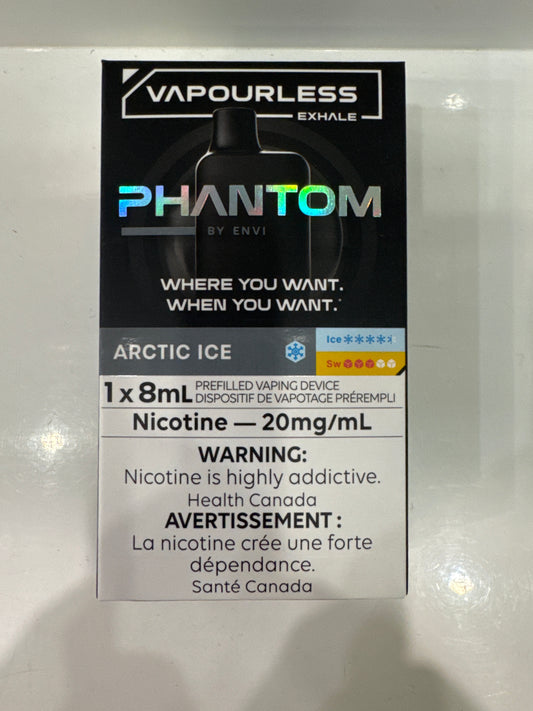 VAPOURLESS
EXHALE
PHANTOM
BY ENVI
WHERE YOU WANT.
WHEN YOU WANT.*
ARCTIC ICE
Ice
Sw
1 x 8mL PREFILLED VAPING DEVICE
DISPOSITIF DE VAPOTAGE PRÉREMPLI
Nicotine — 20mg/mL
WARNING:
Nicotine is highly addictive.
Health Canada
AVERTISSEMENT :
La nicotine crée une forte
dépendance.
Santé Canada